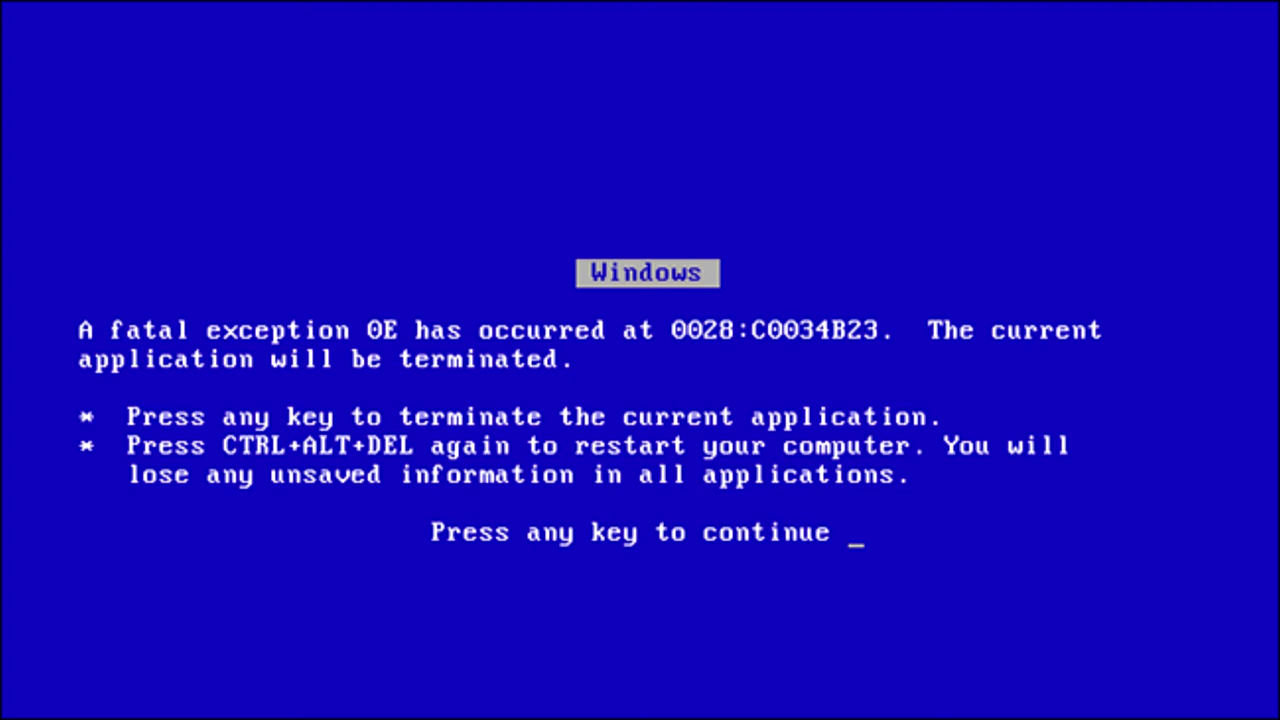 Windows
A fatal exception 0E has occurred at 0028:C0034B23. The current
application will be terminated.
* Press any key to terminate the current application.
* Press CTRL+ALT+DEL again to restart your computer. You will
lose any unsaved information in all applications.
Press any key to continue _